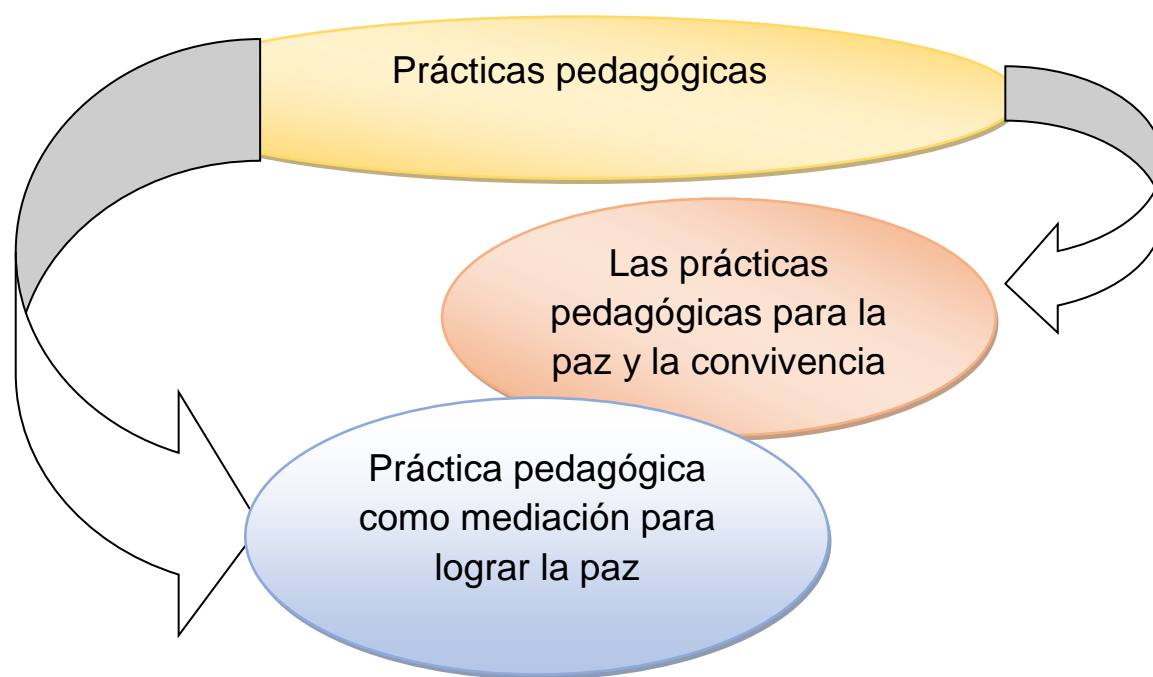 Prácticas pedagógicas
Las prácticas
pedagógicas para la
paz y la convivencia
Práctica pedagógica
como mediación para
lograr la paz